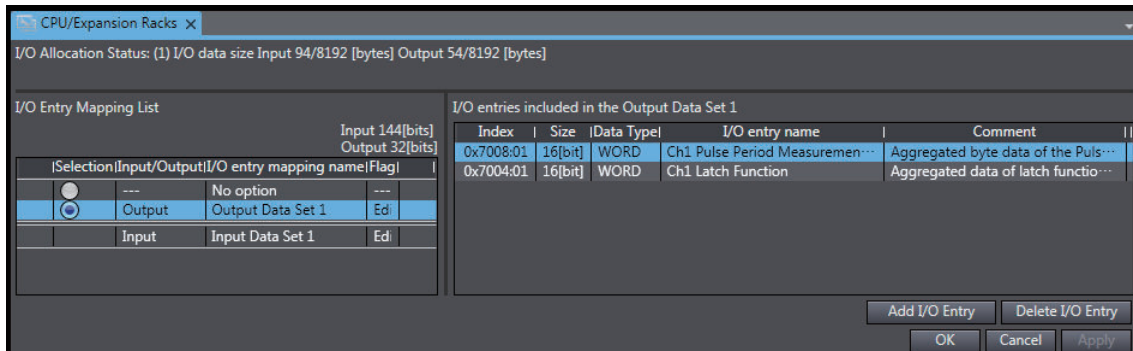 CPU/Expansion Racks X
I/O Allocation Status: (1) I/O data size Input 94/8192 [bytes] Output 54/8192 [bytes]
I/O Entry Mapping List
Input 144[bits]
Output 32[bits]
Selection Input/Output I/O entry mapping name Flag
--- No option ---
Output Output Data Set 1 Edi
Input Input Data Set 1 Edi
I/O entries included in the Output Data Set 1
Index Size Data Type I/O entry name Comment
0x7008:01 16[bit] WORD Ch1 Pulse Period Measuremen··· Aggregated byte data of the Puls···
0x7004:01 16[bit] WORD Ch1 Latch Function Aggregated data of latch functio···
Add I/O Entry Delete I/O Entry
OK Cancel Apply